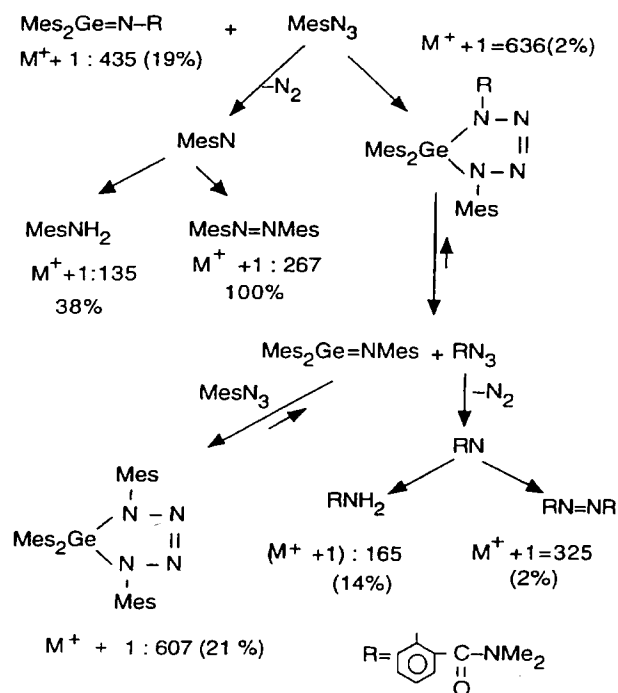 Mes₂Ge=N–R + MesN₃
M⁺+ 1 : 435 (19%)
M⁺+ 1=636(2%)
–N₂
R
N – N
Mes₂Ge
||
N – N
Mes
MesN
MesNH₂ MesN=NMes
M⁺+1:135
38%
M⁺ +1 : 267
100%
Mes₂Ge=NMes + RN₃
MesN₃
–N₂
RN
Mes
N – N
Mes₂Ge
||
N – N
Mes
RNH₂ RN=NR
(M⁺ +1) : 165
(14%)
M⁺+1=325
(2%)
M⁺ + 1 : 607 (21 %)
R= C–NMe₂
||
O